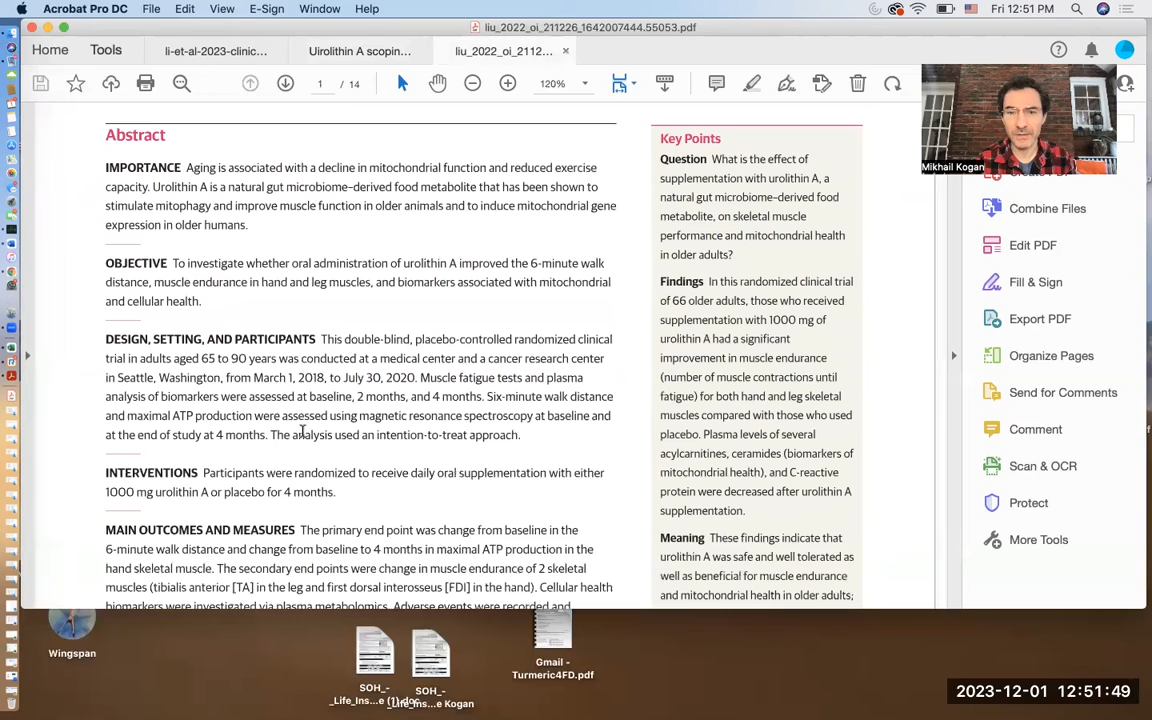 Acrobat Pro DC File Edit View E-Sign Window Help
Fri 12:51 PM
liu_2022_oi_211226_1642007444.55053.pdf
Home Tools li-et-al-2023-clinic... Uirolithin A scopin... liu_2022_oi_2112... ×
1 / 14 120%
Mikhail Kogan
Abstract
IMPORTANCE Aging is associated with a decline in mitochondrial function and reduced exercise
capacity. Urolithin A is a natural gut microbiome–derived food metabolite that has been shown to
stimulate mitophagy and improve muscle function in older animals and to induce mitochondrial gene
expression in older humans.
OBJECTIVE To investigate whether oral administration of urolithin A improved the 6-minute walk
distance, muscle endurance in hand and leg muscles, and biomarkers associated with mitochondrial
and cellular health.
DESIGN, SETTING, AND PARTICIPANTS This double-blind, placebo-controlled randomized clinical
trial in adults aged 65 to 90 years was conducted at a medical center and a cancer research center
in Seattle, Washington, from March 1, 2018, to July 30, 2020. Muscle fatigue tests and plasma
analysis of biomarkers were assessed at baseline, 2 months, and 4 months. Six-minute walk distance
and maximal ATP production were assessed using magnetic resonance spectroscopy at baseline and
at the end of study at 4 months. The analysis used an intention-to-treat approach.
INTERVENTIONS Participants were randomized to receive daily oral supplementation with either
1000 mg urolithin A or placebo for 4 months.
MAIN OUTCOMES AND MEASURES The primary end point was change from baseline in the
6-minute walk distance and change from baseline to 4 months in maximal ATP production in the
hand skeletal muscle. The secondary end points were change in muscle endurance of 2 skeletal
muscles (tibialis anterior [TA] in the leg and first dorsal interosseus [FDI] in the hand). Cellular health
biomarkers were investigated via plasma metabolomics. Adverse events were recorded and
Key Points
Question What is the effect of
supplementation with urolithin A, a
natural gut microbiome–derived food
metabolite, on skeletal muscle
performance and mitochondrial health
in older adults?
Findings In this randomized clinical trial
of 66 older adults, those who received
supplementation with 1000 mg of
urolithin A had a significant
improvement in muscle endurance
(number of muscle contractions until
fatigue) for both hand and leg skeletal
muscles compared with those who used
placebo. Plasma levels of several
acylcarnitines, ceramides (biomarkers of
mitochondrial health), and C-reactive
protein were decreased after urolithin A
supplementation.
Meaning These findings indicate that
urolithin A was safe and well tolerated as
well as beneficial for muscle endurance
and mitochondrial health in older adults;
Combine Files
Edit PDF
Fill & Sign
Export PDF
Organize Pages
Send for Comments
Comment
Scan & OCR
Protect
More Tools
Wingspan
SOH_-
_Life_Ins...e (1).doc
SOH_-
_Life_Ins...e Kogan
Gmail -
Turmeric4FD.pdf
2023-12-01 12:51:49